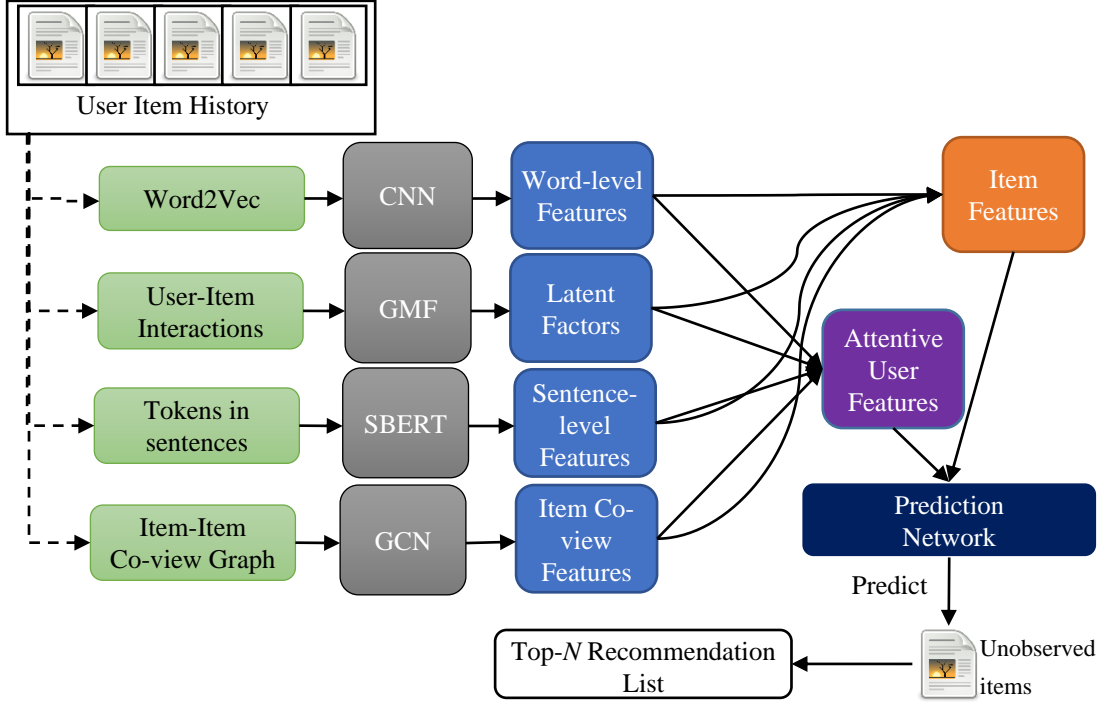 User Item History
Word2Vec
CNN
Word-level
Features
Item
Features
User-Item
Interactions
GMF
Latent
Factors
Attentive
User
Features
Tokens in
sentences
SBERT
Sentence-
level
Features
Item-Item
Co-view Graph
GCN
Item Co-
view
Features
Prediction
Network
Predict
Unobserved
items
Top-N Recommendation
List